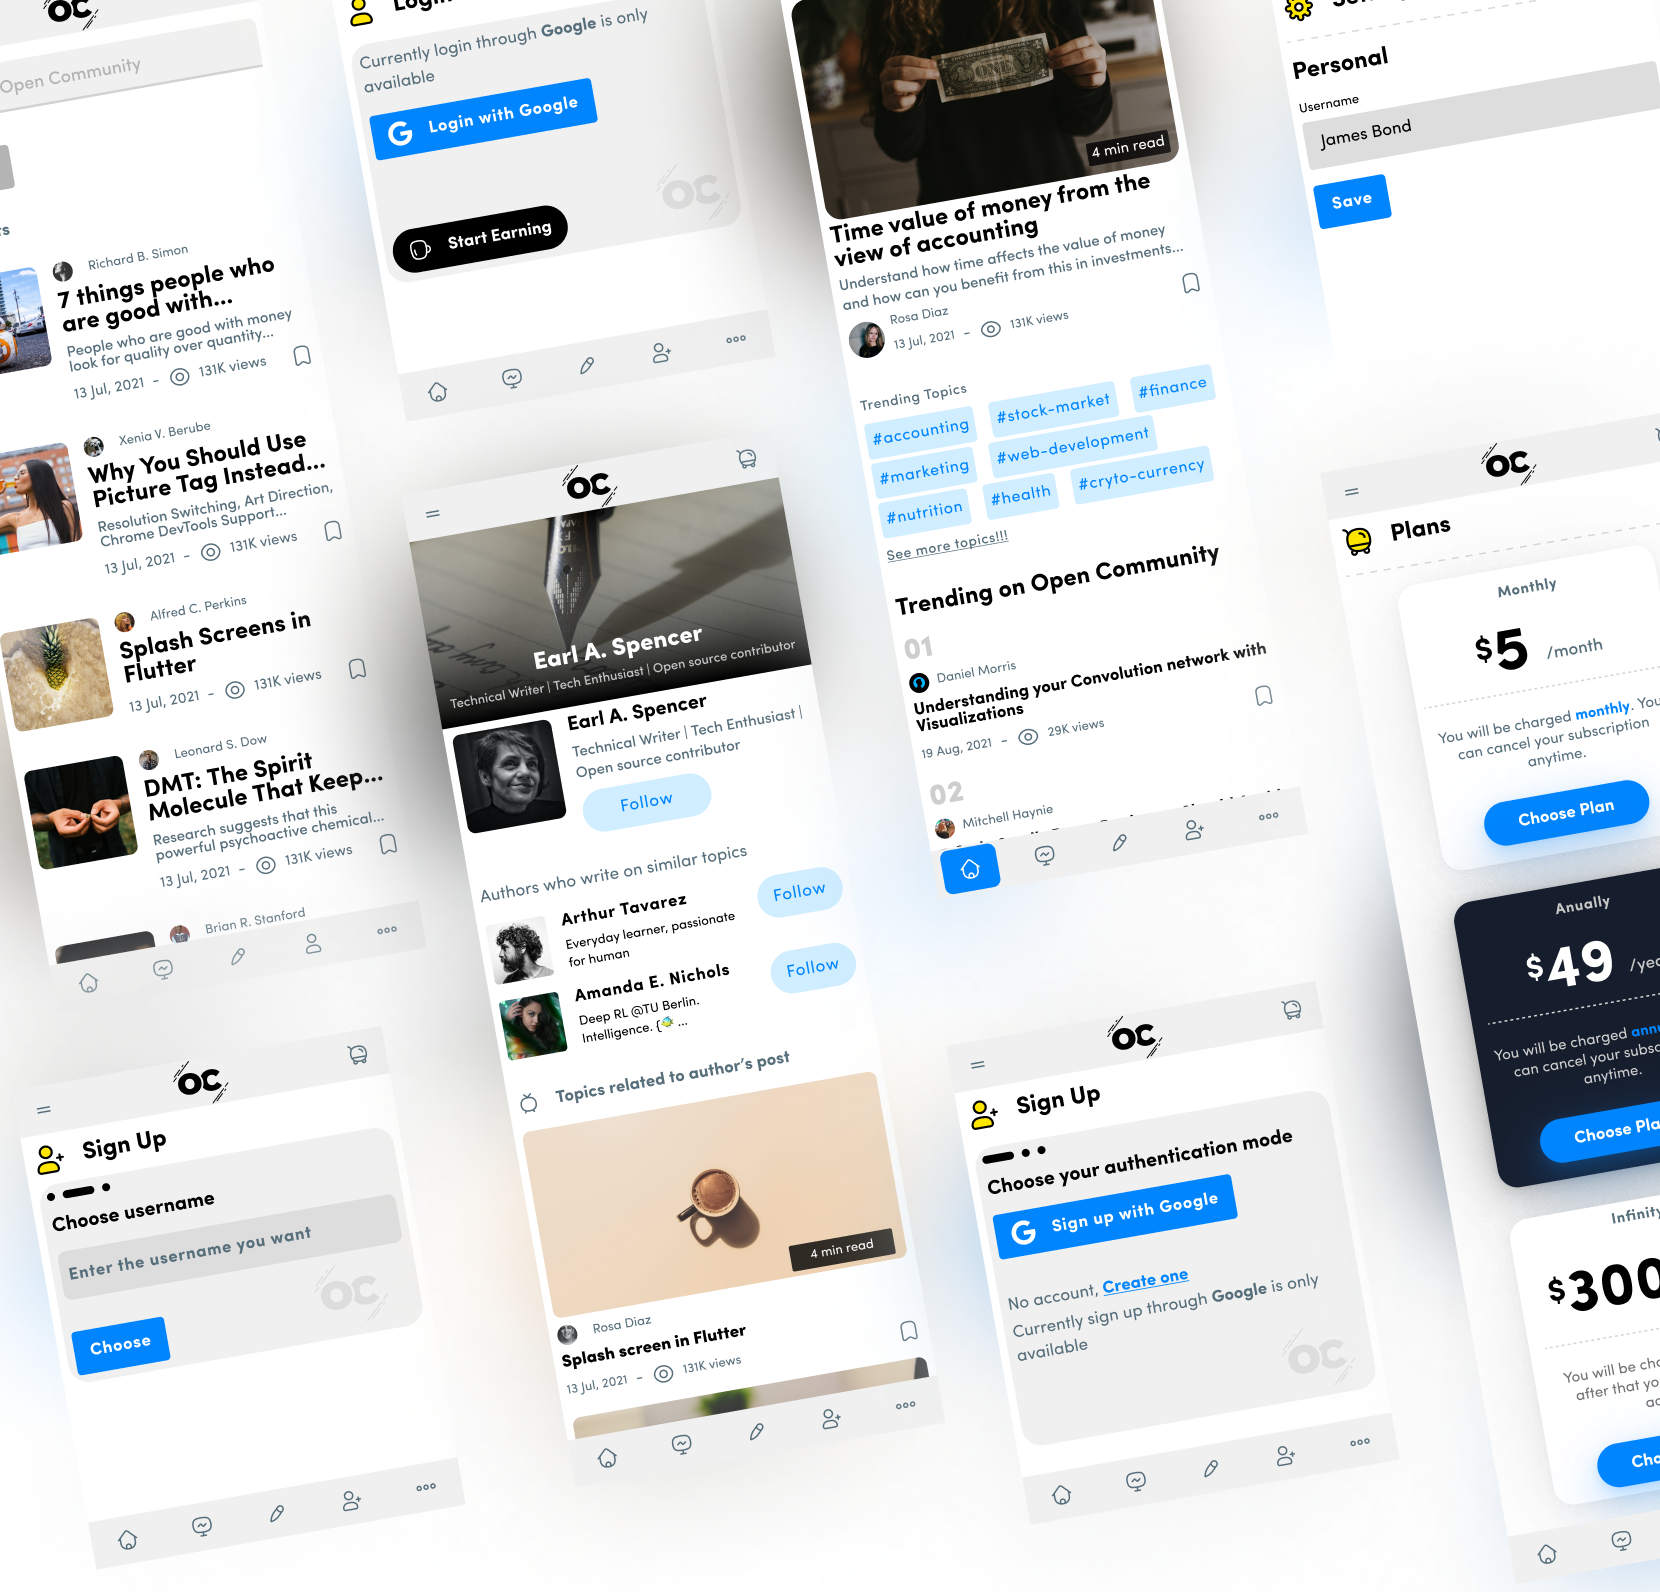 OC
Open Community
Richard B. Simon
7 things people who
are good with...
People who are good with money
look for quality over quantity...
13 Jul, 2021 - 131K views
Xenia V. Berube
Why You Should Use
Picture Tag Instead...
Resolution Switching, Art Direction,
Chrome DevTools Support...
13 Jul, 2021 - 131K views
Alfred C. Perkins
Splash Screens in
Flutter
13 Jul, 2021 - 131K views
Leonard S. Dow
DMT: The Spirit
Molecule That Keep...
Research suggests that this
powerful psychoactive chemical...
13 Jul, 2021 - 131K views
Brian R. Stanford
OC
Sign Up
Choose username
Enter the username you want
OC
Choose
Login
Currently login through Google is only
available
Login with Google
OC
Start Earning
OC
Earl A. Spencer
Technical Writer | Tech Enthusiast | Open source contributor
Earl A. Spencer
Technical Writer | Tech Enthusiast |
Open source contributor
Follow
Authors who write on similar topics
Arthur Tavarez
Everyday learner, passionate
for human
Follow
Amanda E. Nichols
Deep RL @TU Berlin.
Intelligence. {🐠 ...
Follow
Topics related to author's post
4 min read
Rosa Diaz
Splash screen in Flutter
13 Jul, 2021 - 131K views
ONE
4 min read
Time value of money from the
view of accounting
Understand how time affects the value of money
and how can you benefit from this in investments...
Rosa Diaz
13 Jul, 2021 - 131K views
Trending Topics
#accounting #stock-market #finance
#marketing #web-development
#nutrition #health #cryto-currency
See more topics!!!
Trending on Open Community
01
Daniel Morris
Understanding your Convolution network with
Visualizations
19 Aug, 2021 - 29K views
02
Mitchell Haynie
OC
Sign Up
Choose your authentication mode
Sign up with Google
No account, Create one
Currently sign up through Google is only
available
OC
Personal
Username
James Bond
Save
OC
Plans
Monthly
$5 /month
You will be charged monthly. You
can cancel your subscription
anytime.
Choose Plan
Anually
$49
You will be charged
can cancel your
anytime.
Choose
Infinity
$300
You will be
after that